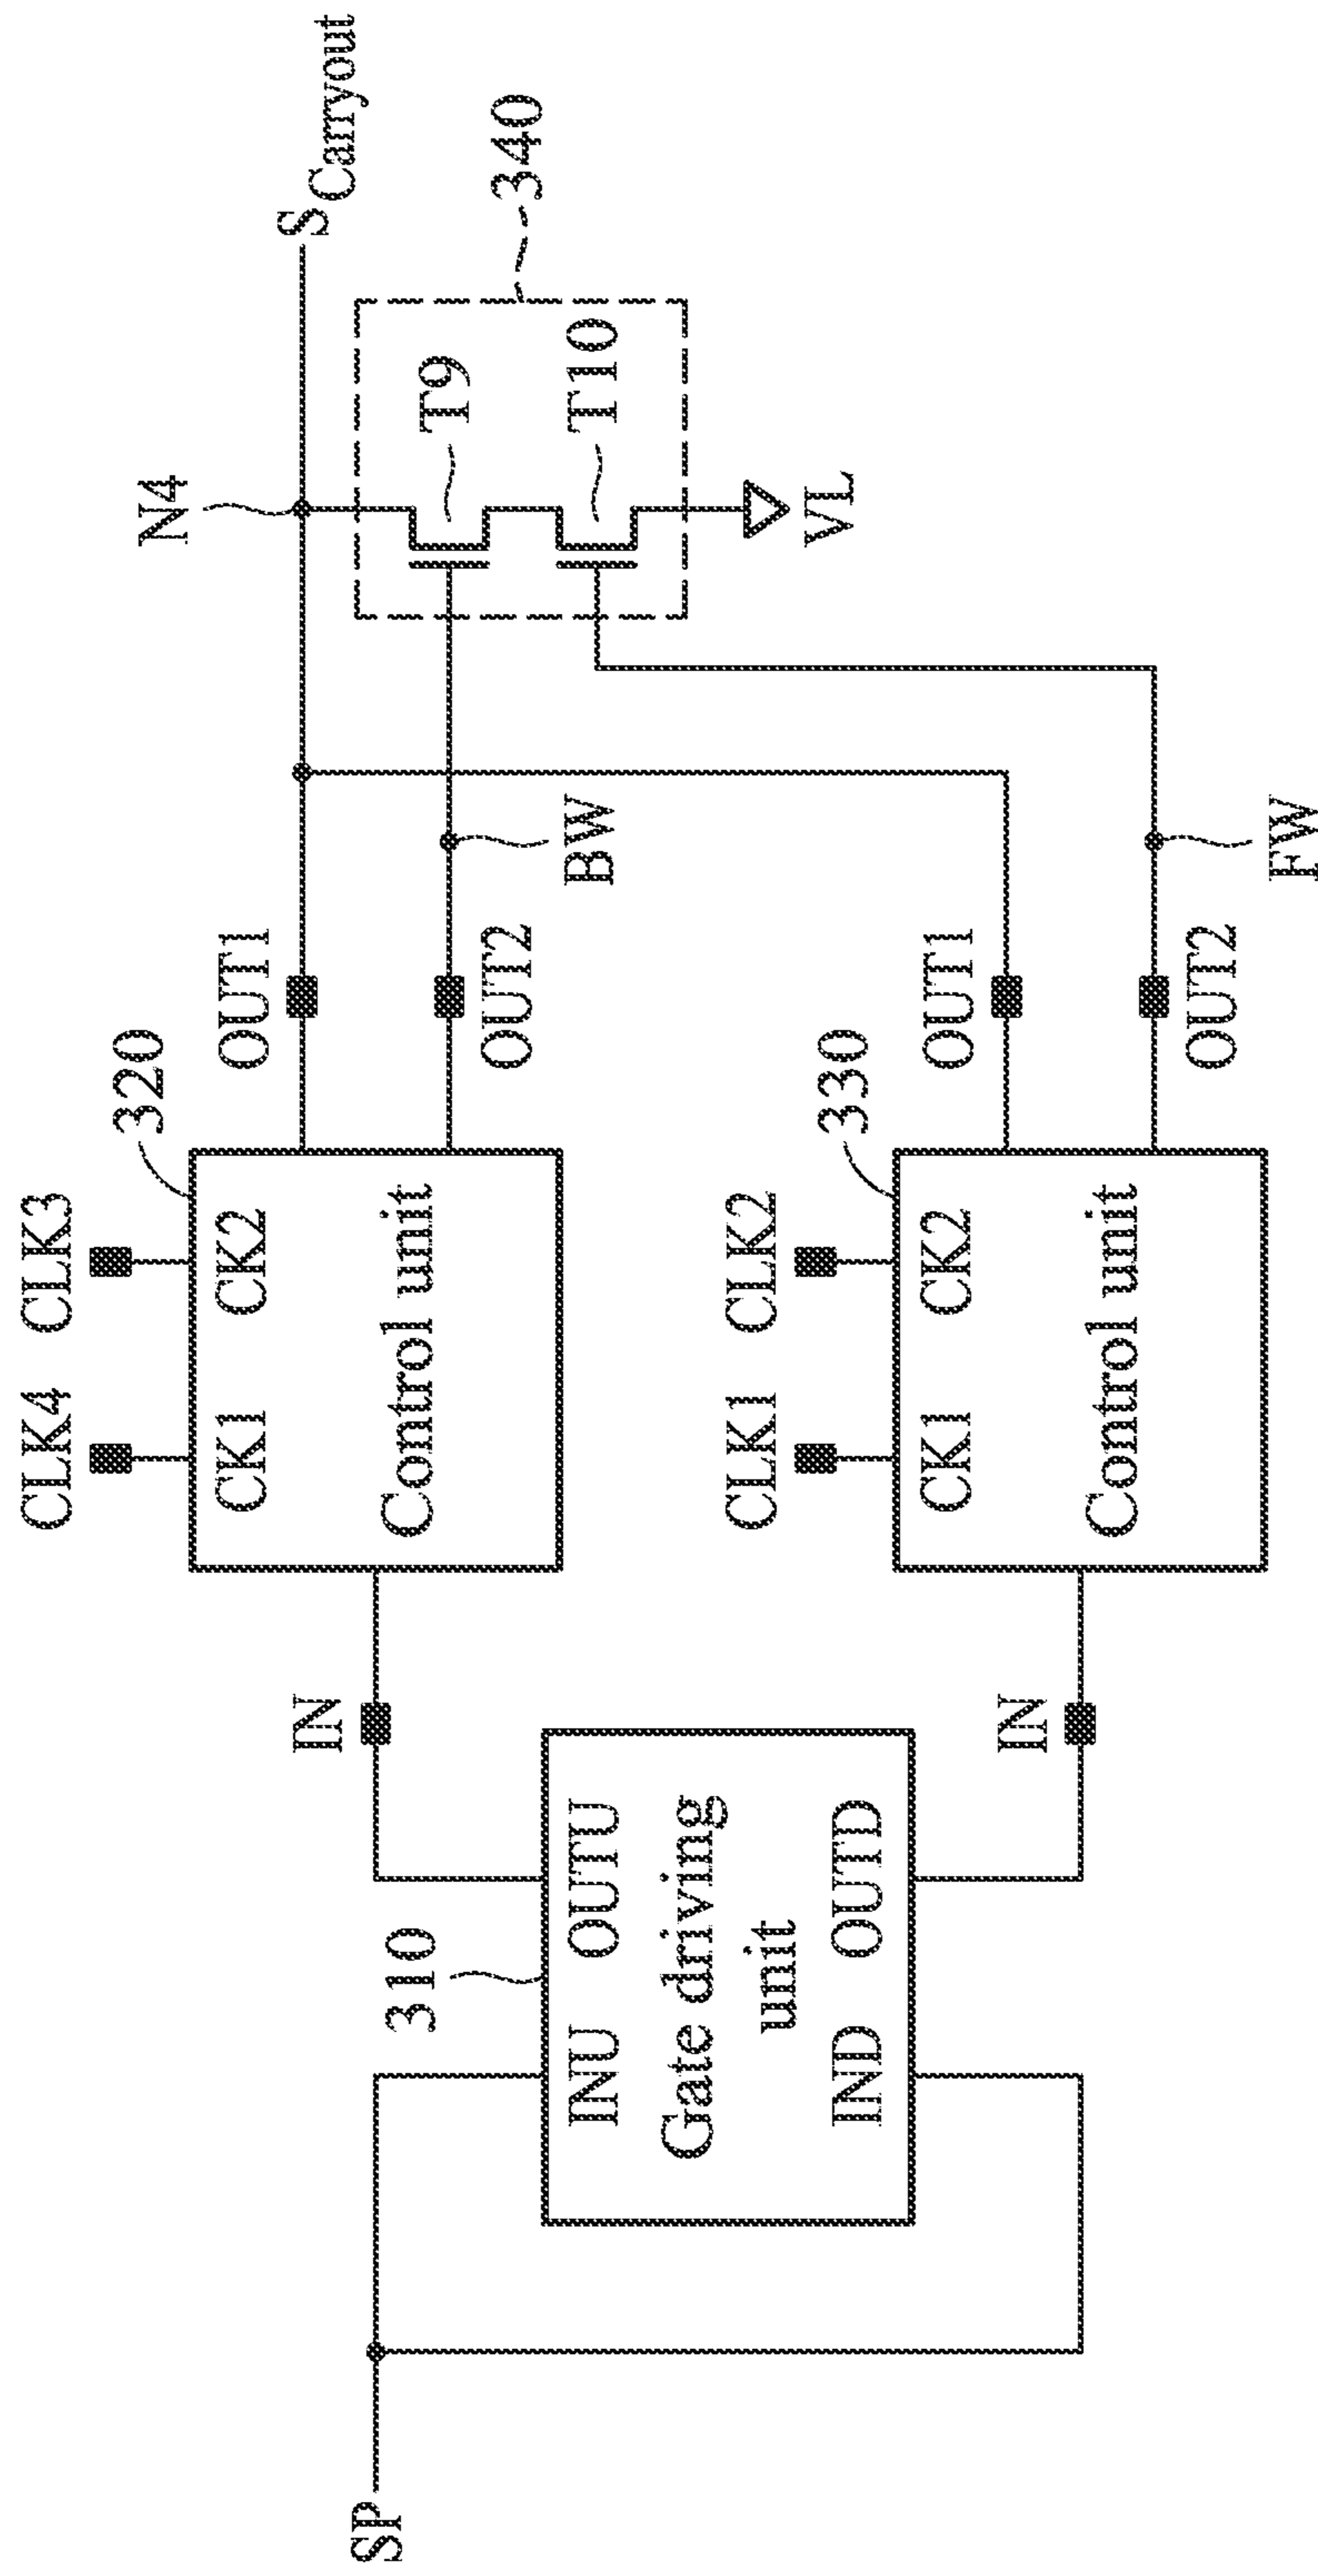 SP
310
INU OUTU
Gate driving
unit
IND OUTD
IN
IN
CLK4 CLK3
320
CK1 CK2
Control unit
OUT1
OUT2
CLK1 CLK2
330
CK1 CK2
Control unit
OUT1
OUT2
BW
FW
N4
SCarryout
340
T9
T10
VL